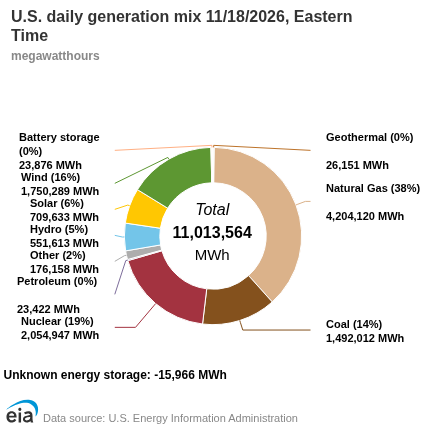 U.S. daily generation mix 11/18/2026, Eastern
Time
megawatthours
Battery storage
(0%)
23,876 MWh
Wind (16%)
1,750,289 MWh
Solar (6%)
709,633 MWh
Hydro (5%)
551,613 MWh
Other (2%)
176,158 MWh
Petroleum (0%)
23,422 MWh
Nuclear (19%)
2,054,947 MWh
Total
11,013,564
MWh
Geothermal (0%)
26,151 MWh
Natural Gas (38%)
4,204,120 MWh
Coal (14%)
1,492,012 MWh
Unknown energy storage: -15,966 MWh
eia
Data source: U.S. Energy Information Administration